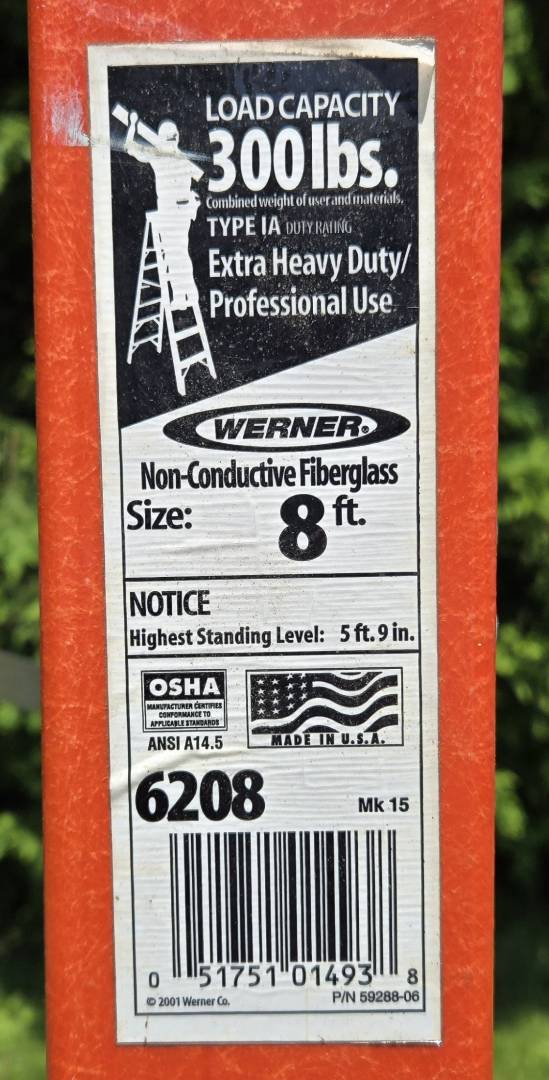 LOAD CAPACITY
300 lbs.
Combined weight of user and materials.
TYPE IA DUTY RATING
Extra Heavy Duty/
Professional Use
WERNER®
Non-Conductive Fiberglass
Size: 8 ft.
NOTICE
Highest Standing Level: 5 ft. 9 in.
OSHA
MANUFACTURER CERTIFIES
CONFORMANCE TO
APPLICABLE STANDARDS
ANSI A14.5
MADE IN U.S.A.
6208
Mk 15
0 51751 01493 8
© 2001 Werner Co.
P/N 59288-06